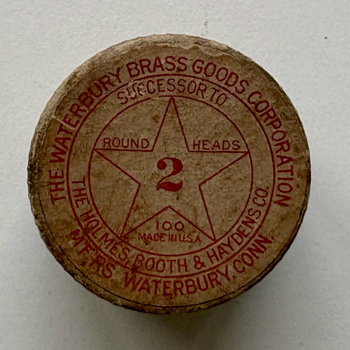 THE WATERBURY BRASS GOODS CORPORATION
SUCCESSOR TO
ROUND HEADS
2
100
MADE IN U.S.A.
THE HOLMES, BOOTH & HAYDENS CO.
M'F'RS WATERBURY, CONN.